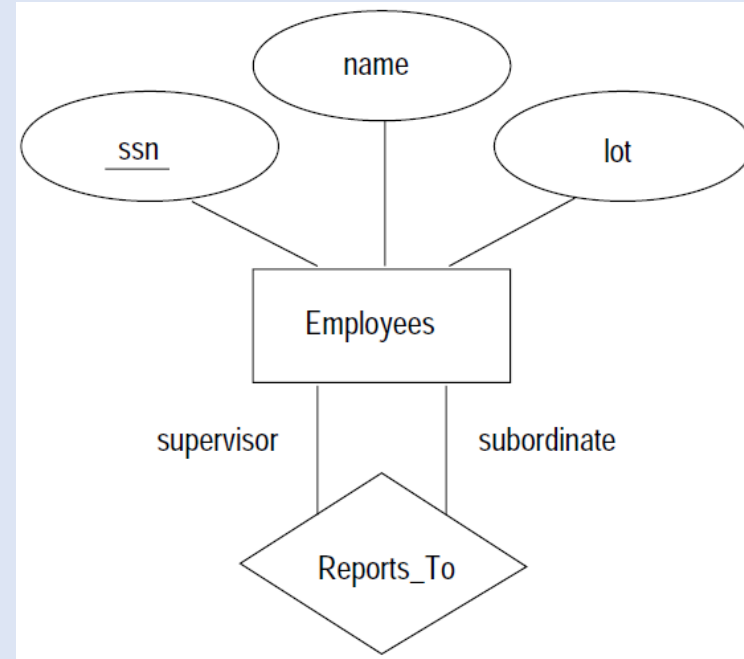 name
ssn
lot
Employees
supervisor
subordinate
Reports_To